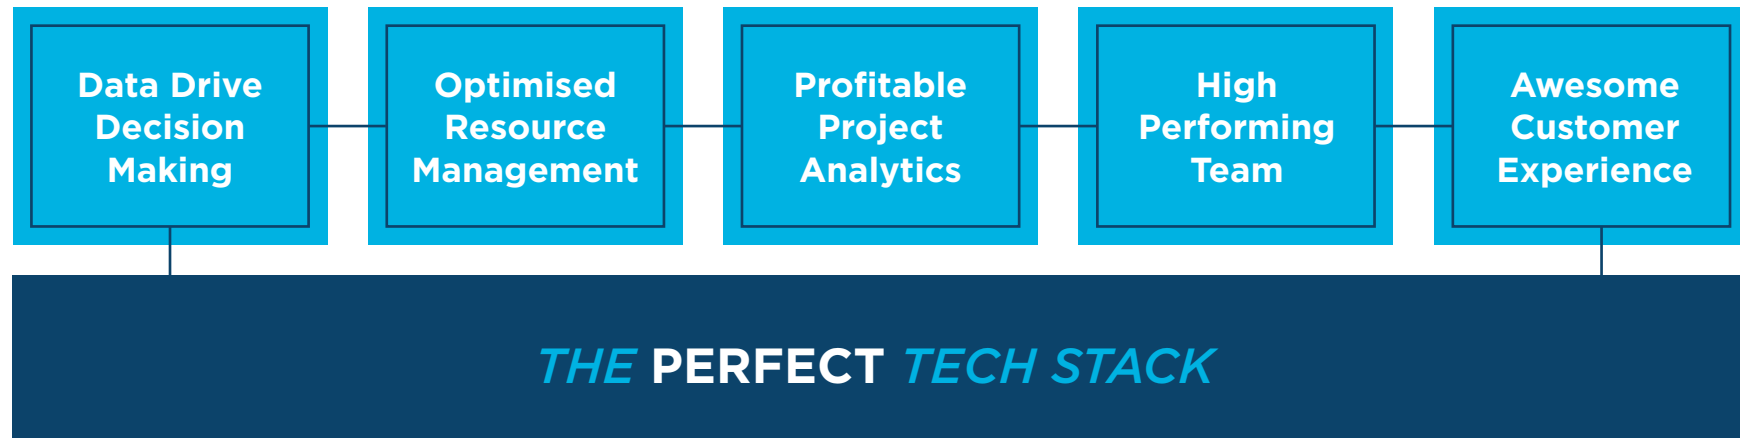 Data Drive
Decision
Making
Optimised
Resource
Management
Profitable
Project
Analytics
High
Performing
Team
Awesome
Customer
Experience
THE PERFECT TECH STACK